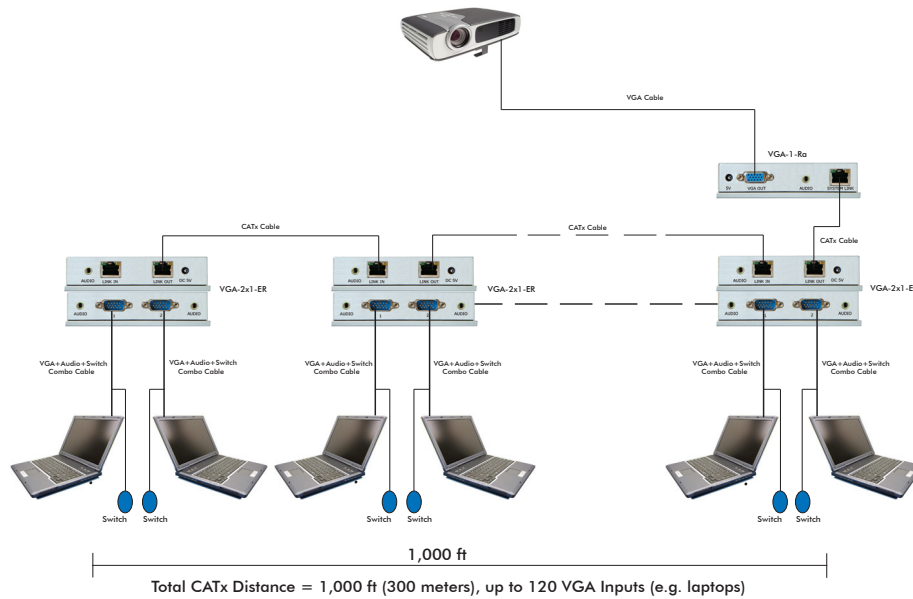 VGA Cable
VGA-1-Ra
5V VGA OUT AUDIO SYSTEM LINK
CATx Cable
CATx Cable
CATx Cable
AUDIO LINK IN LINK OUT DC 5V
VGA-2x1-ER
AUDIO 1 2 AUDIO
AUDIO LINK IN LINK OUT DC 5V
VGA-2x1-ER
AUDIO 1 2 AUDIO
AUDIO LINK IN LINK OUT DC 5V
VGA-2x1-E
AUDIO 1 2 AUDIO
VGA+Audio+Switch
Combo Cable
VGA+Audio+Switch
Combo Cable
VGA+Audio+Switch
Combo Cable
VGA+Audio+Switch
Combo Cable
VGA+Audio+Switch
Combo Cable
VGA+Audio+Switch
Combo Cable
Switch
Switch
Switch
Switch
Switch
Switch
1,000 ft
Total CATx Distance = 1,000 ft (300 meters), up to 120 VGA Inputs (e.g. laptops)